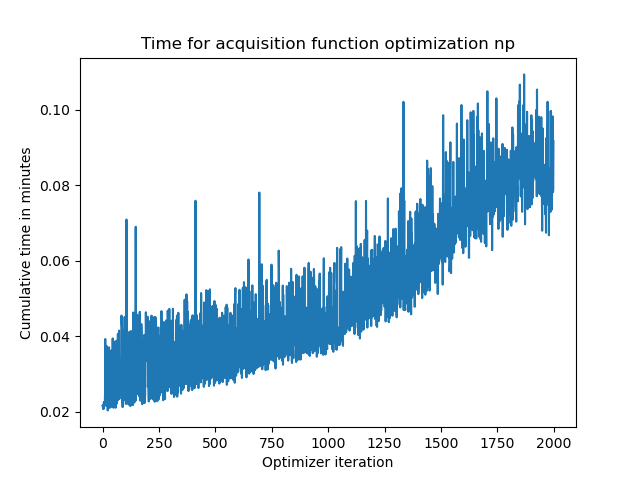 Time for acquisition function optimization np
Cumulative time in minutes
0.10
0.08
0.06
0.04
0.02
0 250 500 750 1000 1250 1500 1750 2000
Optimizer iteration